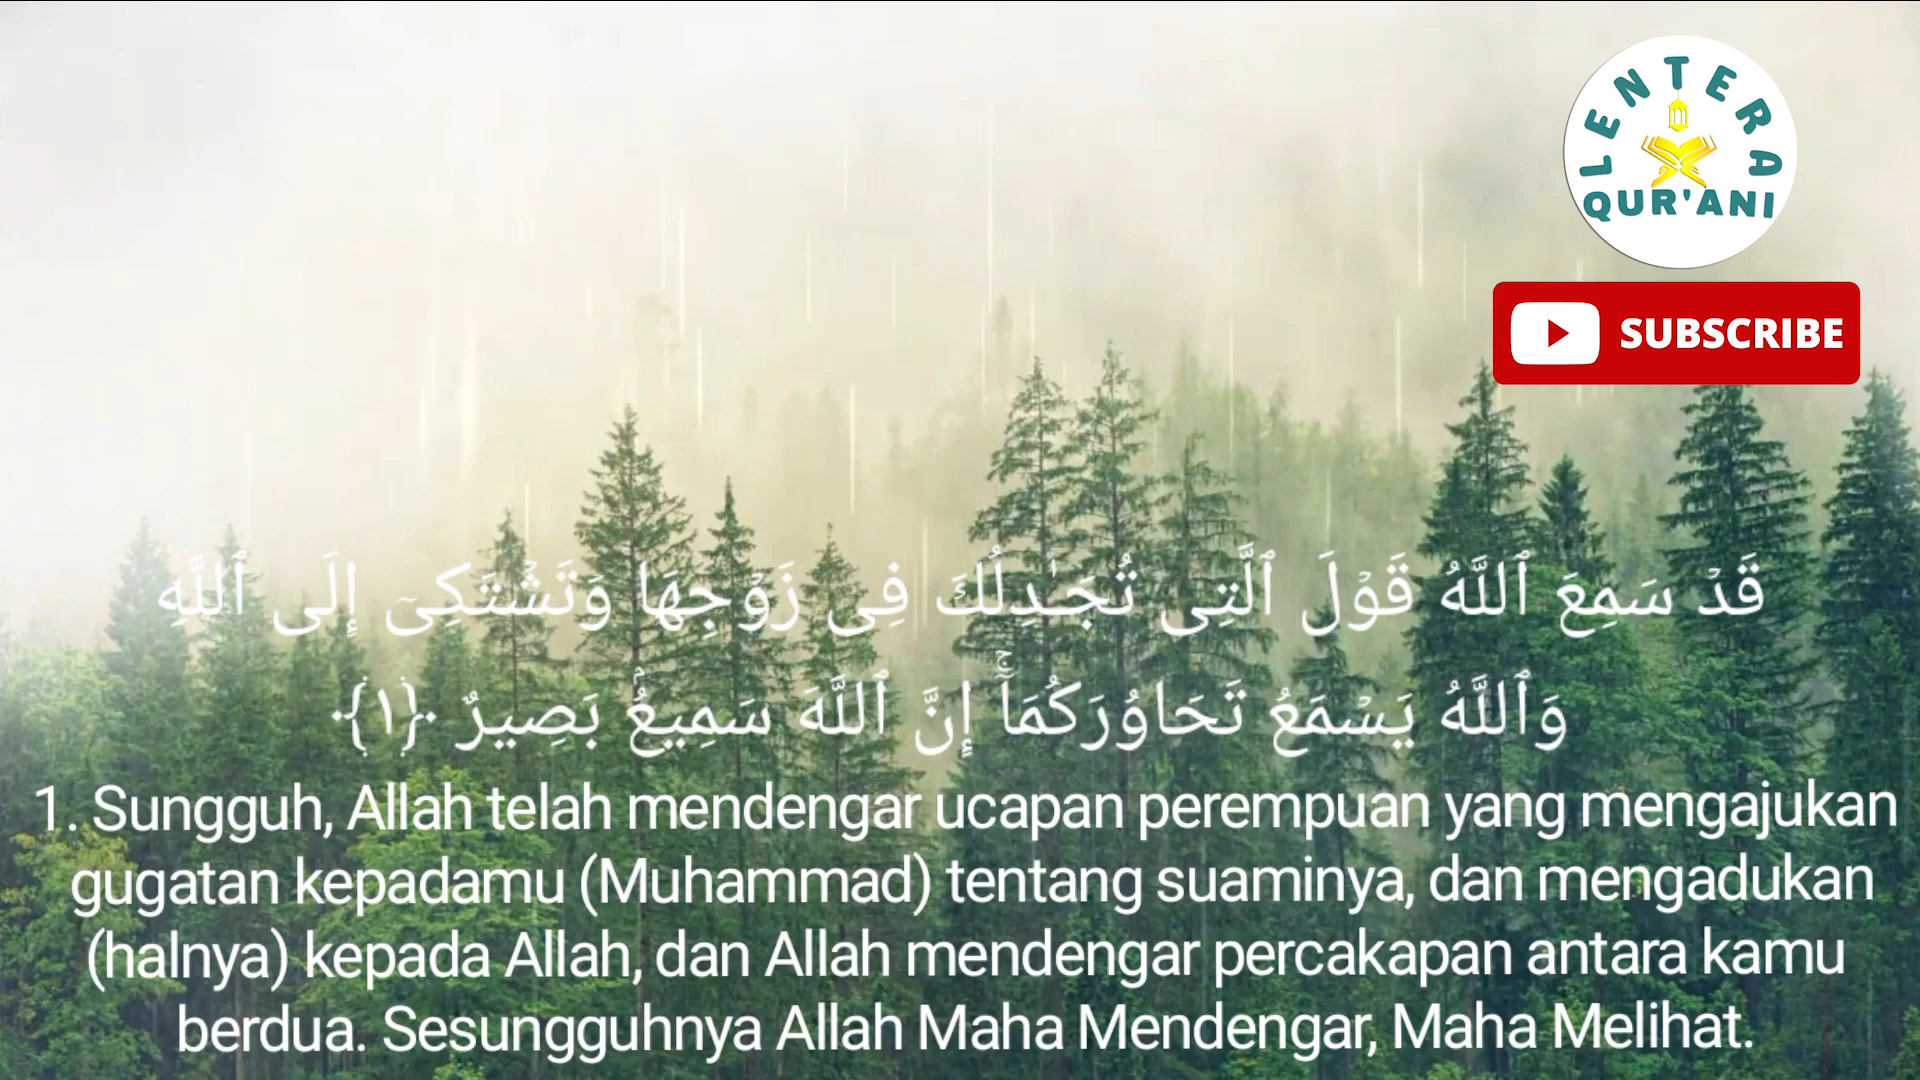 LENTERA
QUR'ANI
SUBSCRIBE
قَدۡ سَمِعَ ٱللَّهُ قَوۡلَ ٱلَّتِى تُجَـٰدِلُكَ فِى زَوۡجِهَا وَتَشۡتَكِىٓ إِلَى ٱللَّهِ
وَٱللَّهُ يَسۡمَعُ تَحَاوُرَكُمَاۤۚ إِنَّ ٱللَّهَ سَمِيعُۢ بَصِيرٌ ﴿١﴾
1. Sungguh, Allah telah mendengar ucapan perempuan yang mengajukan
gugatan kepadamu (Muhammad) tentang suaminya, dan mengadukan
(halnya) kepada Allah, dan Allah mendengar percakapan antara kamu
berdua. Sesungguhnya Allah Maha Mendengar, Maha Melihat.